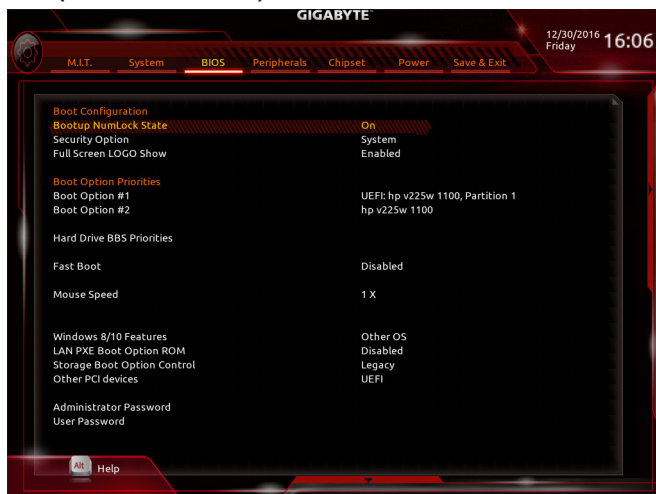 GIGABYTE™
12/30/2016 Friday 16:06
M.I.T. System BIOS Peripherals Chipset Power Save & Exit
Boot Configuration
Bootup NumLock State On
Security Option System
Full Screen LOGO Show Enabled
Boot Option Priorities
Boot Option #1 UEFI: hp v225w 1100, Partition 1
Boot Option #2 hp v225w 1100
Hard Drive BBS Priorities
Fast Boot Disabled
Mouse Speed 1 X
Windows 8/10 Features Other OS
LAN PXE Boot Option ROM Disabled
Storage Boot Option Control Legacy
Other PCI devices UEFI
Administrator Password
User Password
Alt Help